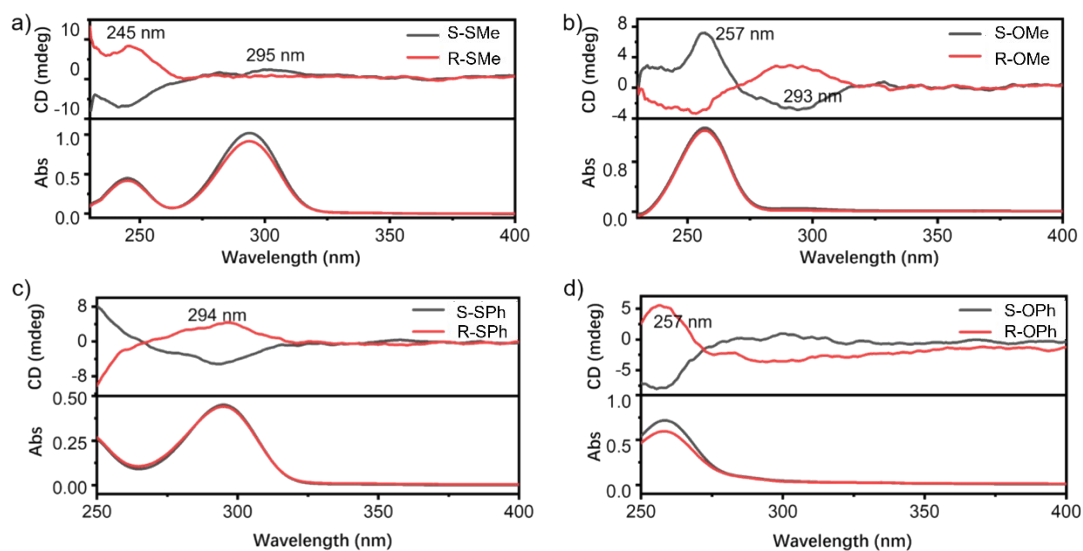 a)
245 nm
295 nm
S-SMe
R-SMe
CD (mdeg)
10
0
-10
Abs
1.0
0.5
0.0
250
300
350
400
Wavelength (nm)
b)
257 nm
293 nm
S-OMe
R-OMe
CD (mdeg)
8
4
0
-4
Abs
0.8
0.0
250
300
350
400
Wavelength (nm)
c)
294 nm
S-SPh
R-SPh
CD (mdeg)
8
0
-8
Abs
0.50
0.25
0.00
250
300
350
400
Wavelength (nm)
d)
257 nm
S-OPh
R-OPh
CD (mdeg)
5
0
-5
Abs
1.0
0.5
0.0
250
300
350
400
Wavelength (nm)